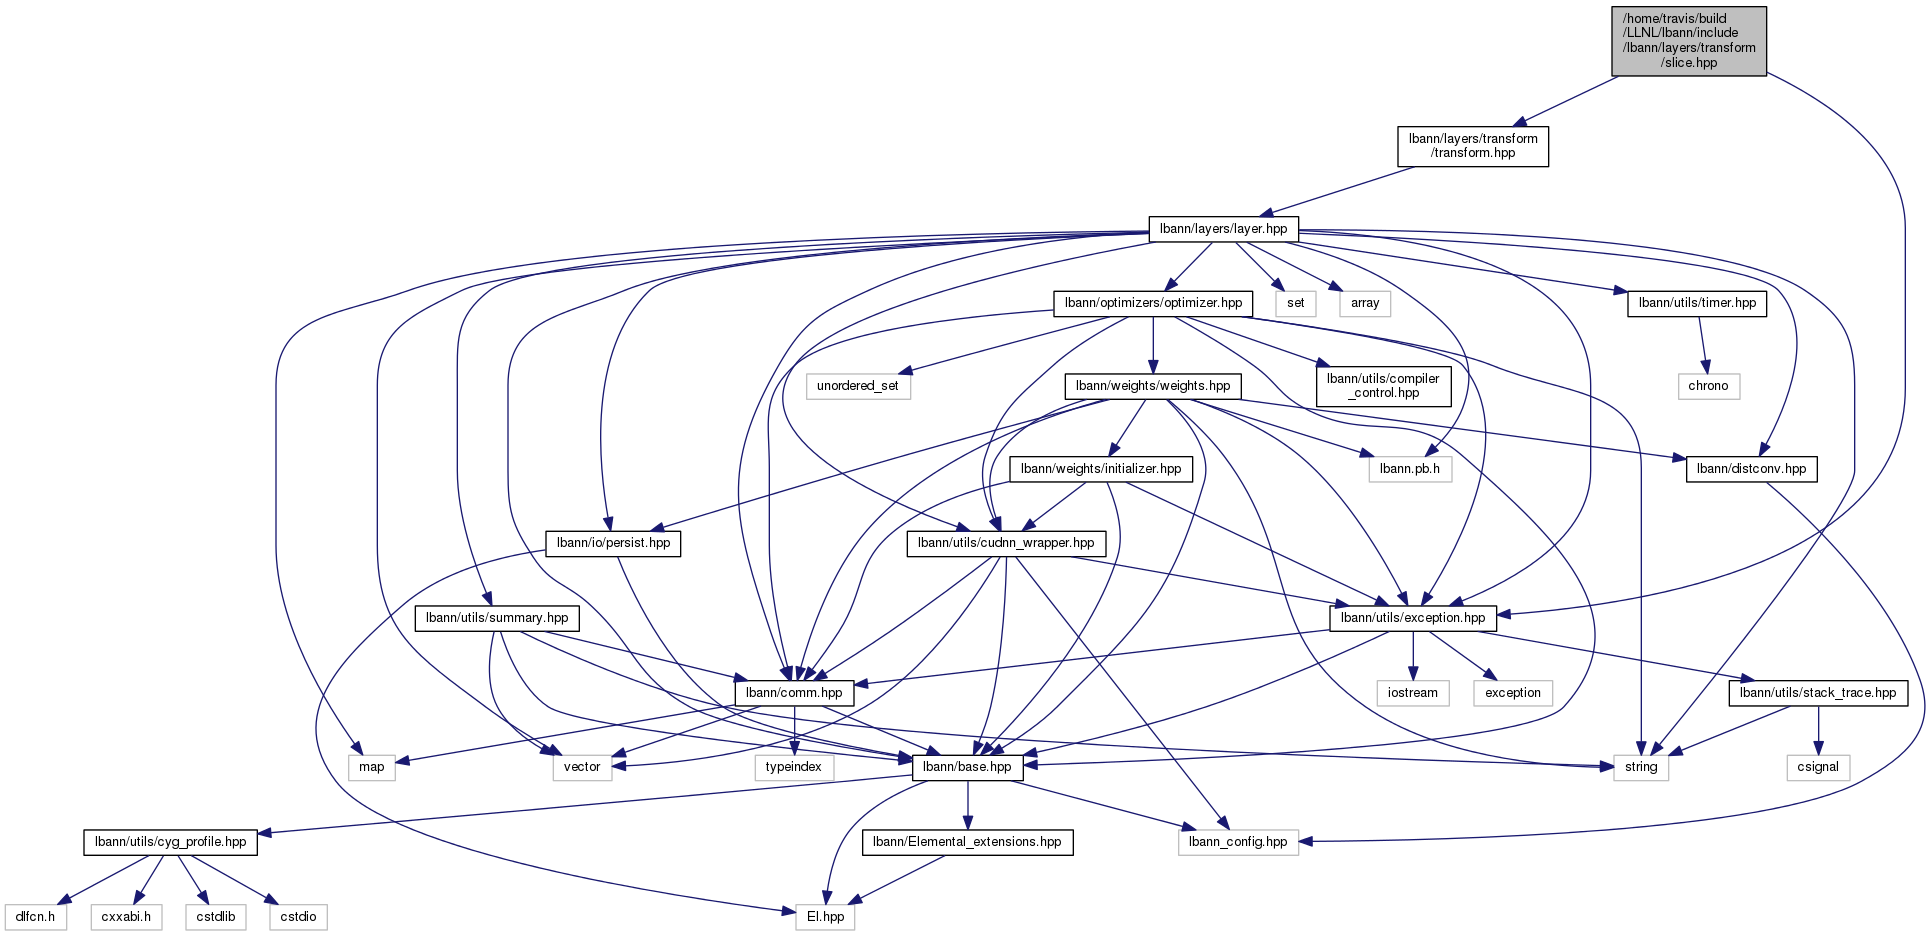 /home/travis/build
/LLNL/lbann/include
/lbann/layers/transform
/slice.hpp
lbann/layers/transform
/transform.hpp
lbann/layers/layer.hpp
lbann/optimizers/optimizer.hpp
set
array
lbann/utils/timer.hpp
unordered_set
lbann/weights/weights.hpp
lbann/utils/compiler
_control.hpp
chrono
lbann/weights/initializer.hpp
lbann.pb.h
lbann/distconv.hpp
lbann/io/persist.hpp
lbann/utils/cudnn_wrapper.hpp
lbann/utils/summary.hpp
lbann/utils/exception.hpp
lbann/comm.hpp
iostream
exception
lbann/utils/stack_trace.hpp
map
vector
typeindex
lbann/base.hpp
string
csignal
lbann/utils/cyg_profile.hpp
lbann/Elemental_extensions.hpp
lbann_config.hpp
dlfcn.h
cxxabi.h
cstdlib
cstdio
El.hpp